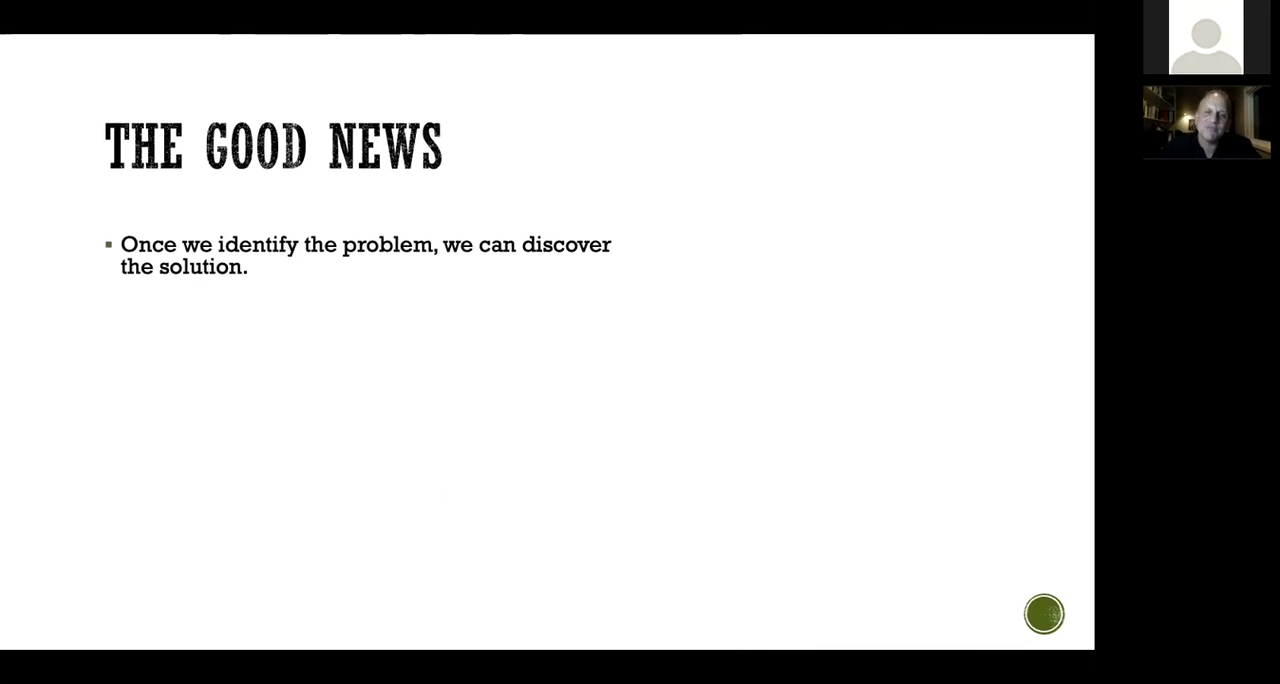 THE GOOD NEWS
Once we identify the problem, we can discover
the solution.